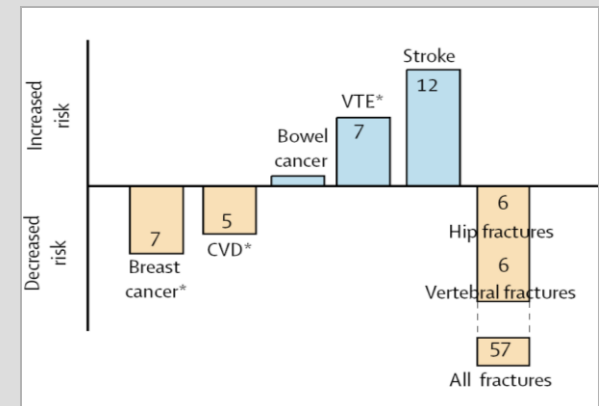 Increased
risk
Decreased
risk
7
Breast
cancer*
5
CVD*
Bowel
cancer
VTE*
7
Stroke
12
6
Hip fractures
6
Vertebral fractures
57
All fractures